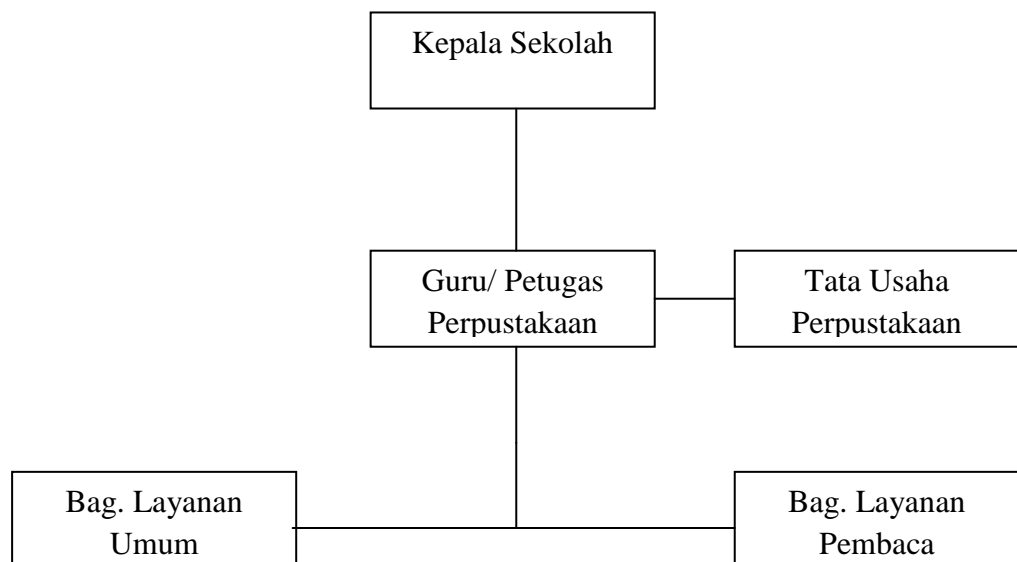 Kepala Sekolah
Guru/ Petugas
Perpustakaan
Tata Usaha
Perpustakaan
Bag. Layanan
Umum
Bag. Layanan
Pembaca